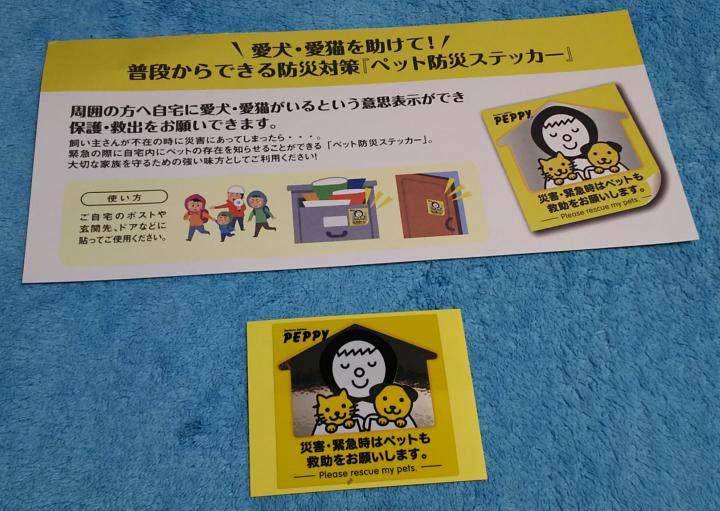 愛犬・愛猫を助けて！
普段からできる防災対策『ペット防災ステッカー』
周囲の方へ自宅に愛犬・愛猫がいるという意思表示ができ
保護・救出をお願いできます。
飼い主さんが不在の時に災害にあってしまったら・・・。
緊急の際に自宅内にペットの存在を知らせることができる「ペット防災ステッカー」。
大切な家族を守るための強い味方としてご利用ください！
使い方
ご自宅のポストや
玄関先、ドアなどに
貼ってご使用ください。
PEPPY
災害・緊急時はペットも
救助をお願いします。
Please rescue my pets.
PEPPY
災害・緊急時はペットも
救助をお願いします。
Please rescue my pets.